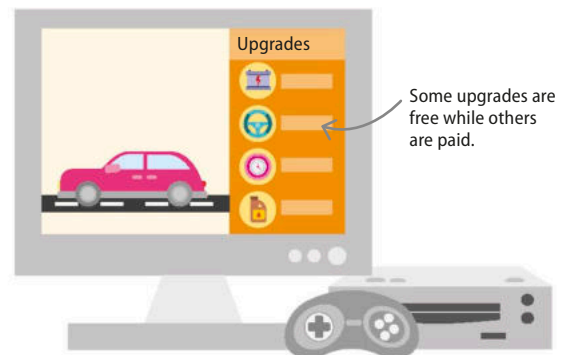 Upgrades
Some upgrades are
free while others
are paid.